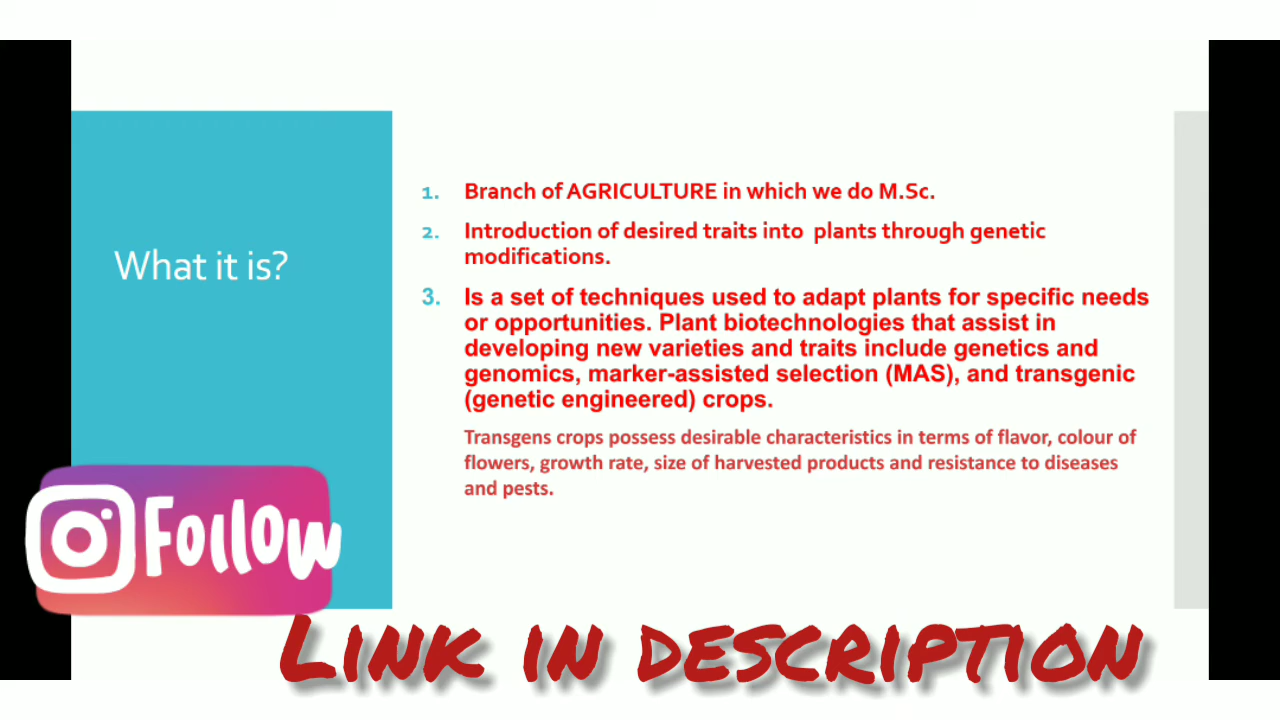 What it is?
1. Branch of AGRICULTURE in which we do M.Sc.
2. Introduction of desired traits into plants through genetic
modifications.
3. Is a set of techniques used to adapt plants for specific needs
or opportunities. Plant biotechnologies that assist in
developing new varieties and traits include genetics and
genomics, marker-assisted selection (MAS), and transgenic
(genetic engineered) crops.
Transgens crops possess desirable characteristics in terms of flavor, colour of
flowers, growth rate, size of harvested products and resistance to diseases
and pests.
Follow
LINK IN DESCRIPTION